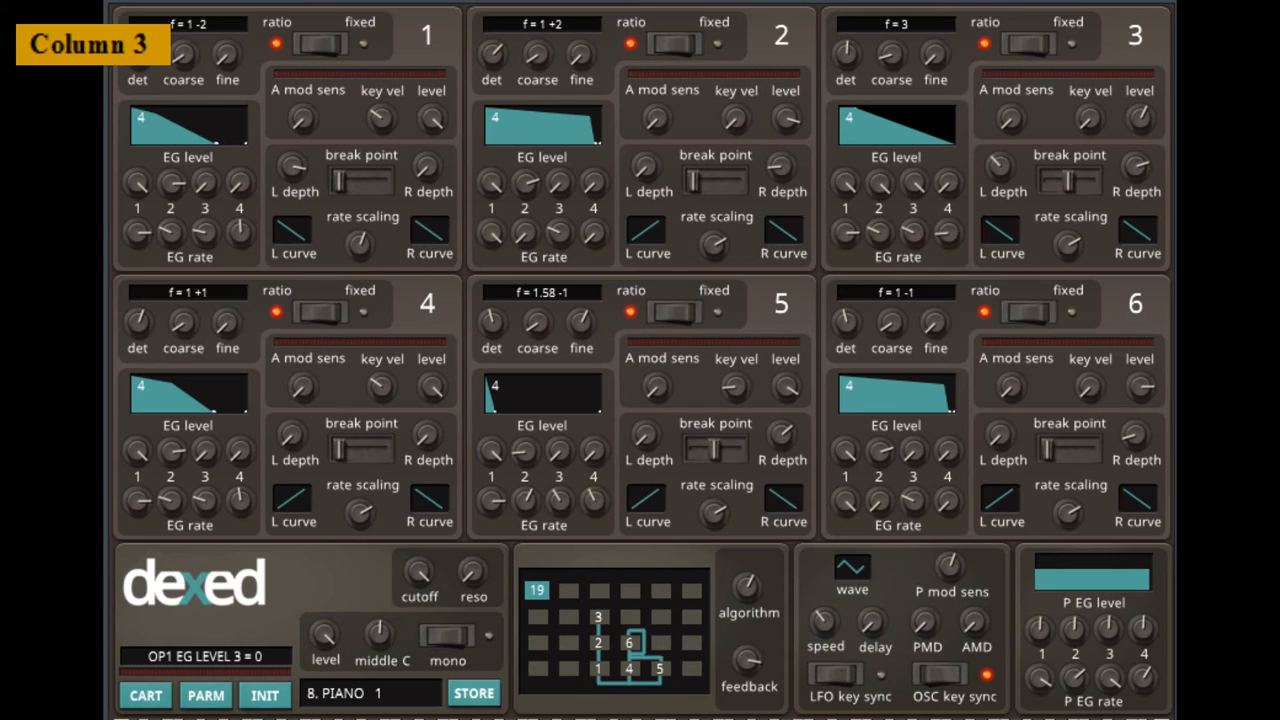 Column 3
f = 1 -2
ratio
fixed
1
det
coarse
fine
A mod sens
key vel
level
4
EG level
break point
L depth
R depth
1
2
3
4
rate scaling
EG rate
L curve
R curve
f = 1 +2
ratio
fixed
2
det
coarse
fine
A mod sens
key vel
level
4
EG level
break point
L depth
R depth
1
2
3
4
rate scaling
EG rate
L curve
R curve
f = 3
ratio
fixed
3
det
coarse
fine
A mod sens
key vel
level
4
EG level
break point
L depth
R depth
1
2
3
4
rate scaling
EG rate
L curve
R curve
f = 1 +1
ratio
fixed
4
det
coarse
fine
A mod sens
key vel
level
4
EG level
break point
L depth
R depth
1
2
3
4
rate scaling
EG rate
L curve
R curve
f = 1.58 -1
ratio
fixed
5
det
coarse
fine
A mod sens
key vel
level
4
EG level
break point
L depth
R depth
1
2
3
4
rate scaling
EG rate
L curve
R curve
f = 1 -1
ratio
fixed
6
det
coarse
fine
A mod sens
key vel
level
4
EG level
break point
L depth
R depth
1
2
3
4
rate scaling
EG rate
L curve
R curve
dexed
cutoff
reso
level
middle C
mono
OP1 EG LEVEL 3 = 0
CART
PARM
INIT
8. PIANO 1
STORE
19
3
2 6
1 4 5
algorithm
feedback
wave
P mod sens
speed
delay
PMD
AMD
LFO key sync
OSC key sync
P EG level
1
2
3
4
P EG rate